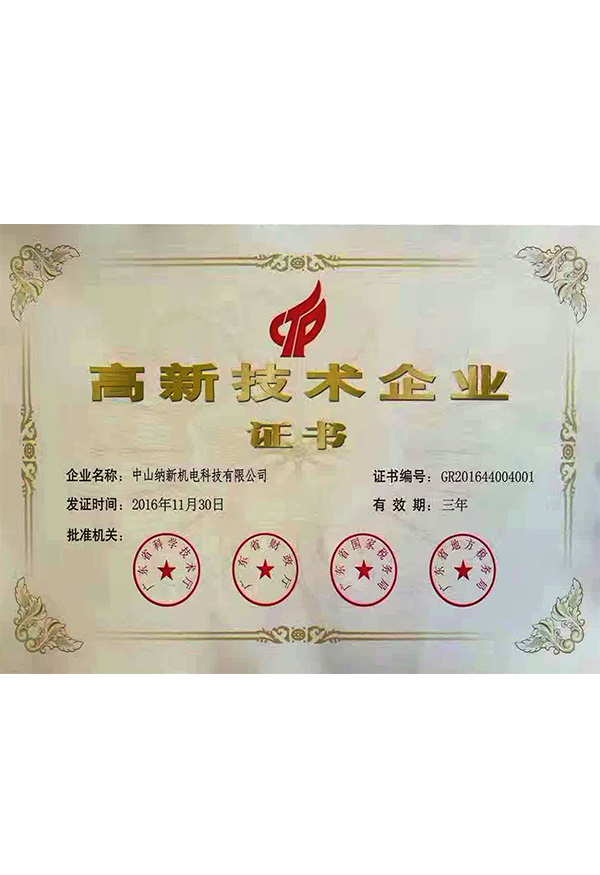 CTP
高新技术企业
证书
企业名称：中山纳新机电科技有限公司
证书编号：GR201644004001
发证时间：2016年11月30日
有效期：三年
批准机关：
广东省科学技术厅
广东省财政厅
广东省国家税务局
广东省地方税务局